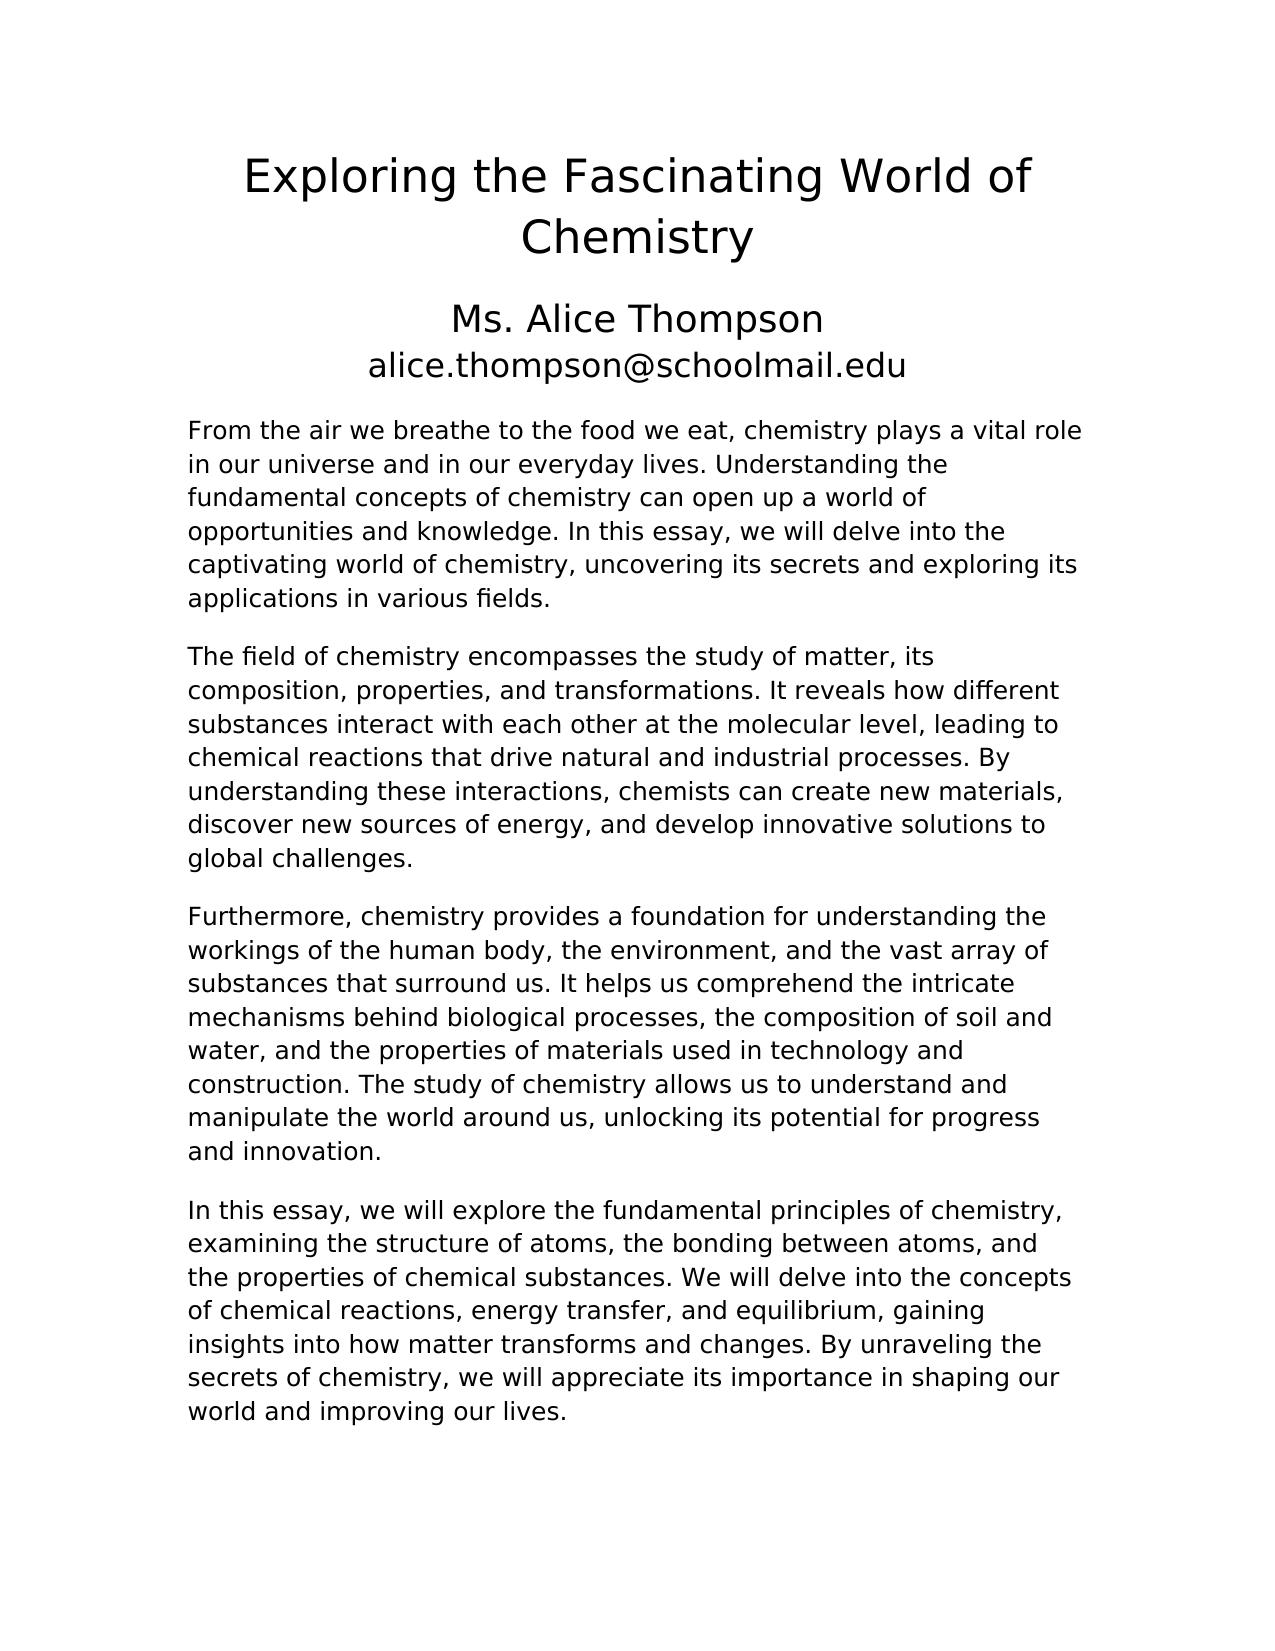 Exploring the Fascinating World of
Chemistry
Ms. Alice Thompson
alice.thompson@schoolmail.edu
From the air we breathe to the food we eat, chemistry plays a vital role
in our universe and in our everyday lives. Understanding the
fundamental concepts of chemistry can open up a world of
opportunities and knowledge. In this essay, we will delve into the
captivating world of chemistry, uncovering its secrets and exploring its
applications in various fields.
The field of chemistry encompasses the study of matter, its
composition, properties, and transformations. It reveals how different
substances interact with each other at the molecular level, leading to
chemical reactions that drive natural and industrial processes. By
understanding these interactions, chemists can create new materials,
discover new sources of energy, and develop innovative solutions to
global challenges.
Furthermore, chemistry provides a foundation for understanding the
workings of the human body, the environment, and the vast array of
substances that surround us. It helps us comprehend the intricate
mechanisms behind biological processes, the composition of soil and
water, and the properties of materials used in technology and
construction. The study of chemistry allows us to understand and
manipulate the world around us, unlocking its potential for progress
and innovation.
In this essay, we will explore the fundamental principles of chemistry,
examining the structure of atoms, the bonding between atoms, and
the properties of chemical substances. We will delve into the concepts
of chemical reactions, energy transfer, and equilibrium, gaining
insights into how matter transforms and changes. By unraveling the
secrets of chemistry, we will appreciate its importance in shaping our
world and improving our lives.